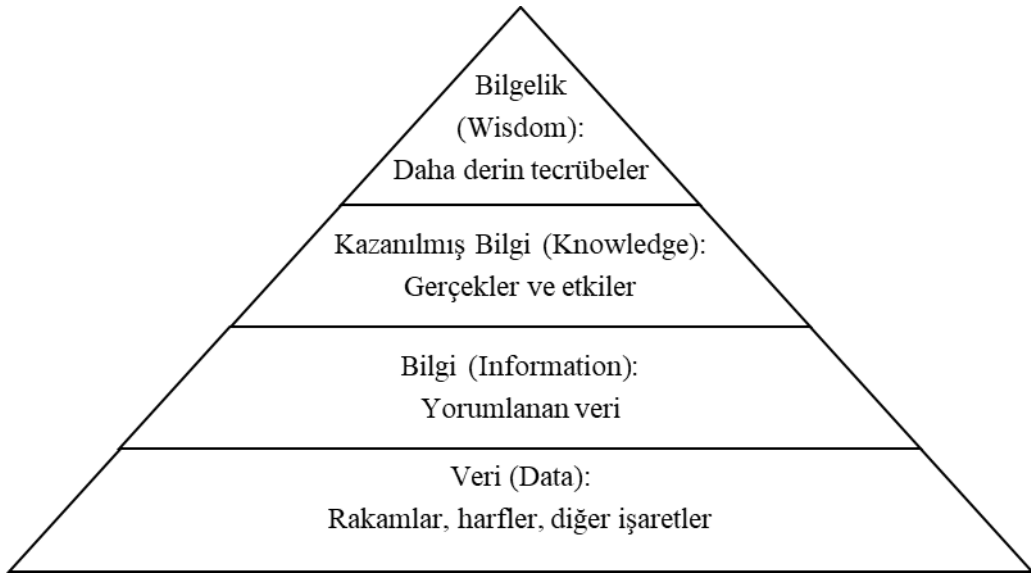 Bilgelik
(Wisdom):
Daha derin tecrübeler
Kazanılmış Bilgi (Knowledge):
Gerçekler ve etkiler
Bilgi (Information):
Yorumlanan veri
Veri (Data):
Rakamlar, harfler, diğer işaretler